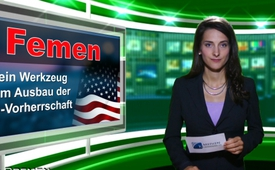 Femen
ein Werkzeug
m Ausbau der
-Vorherrschaft